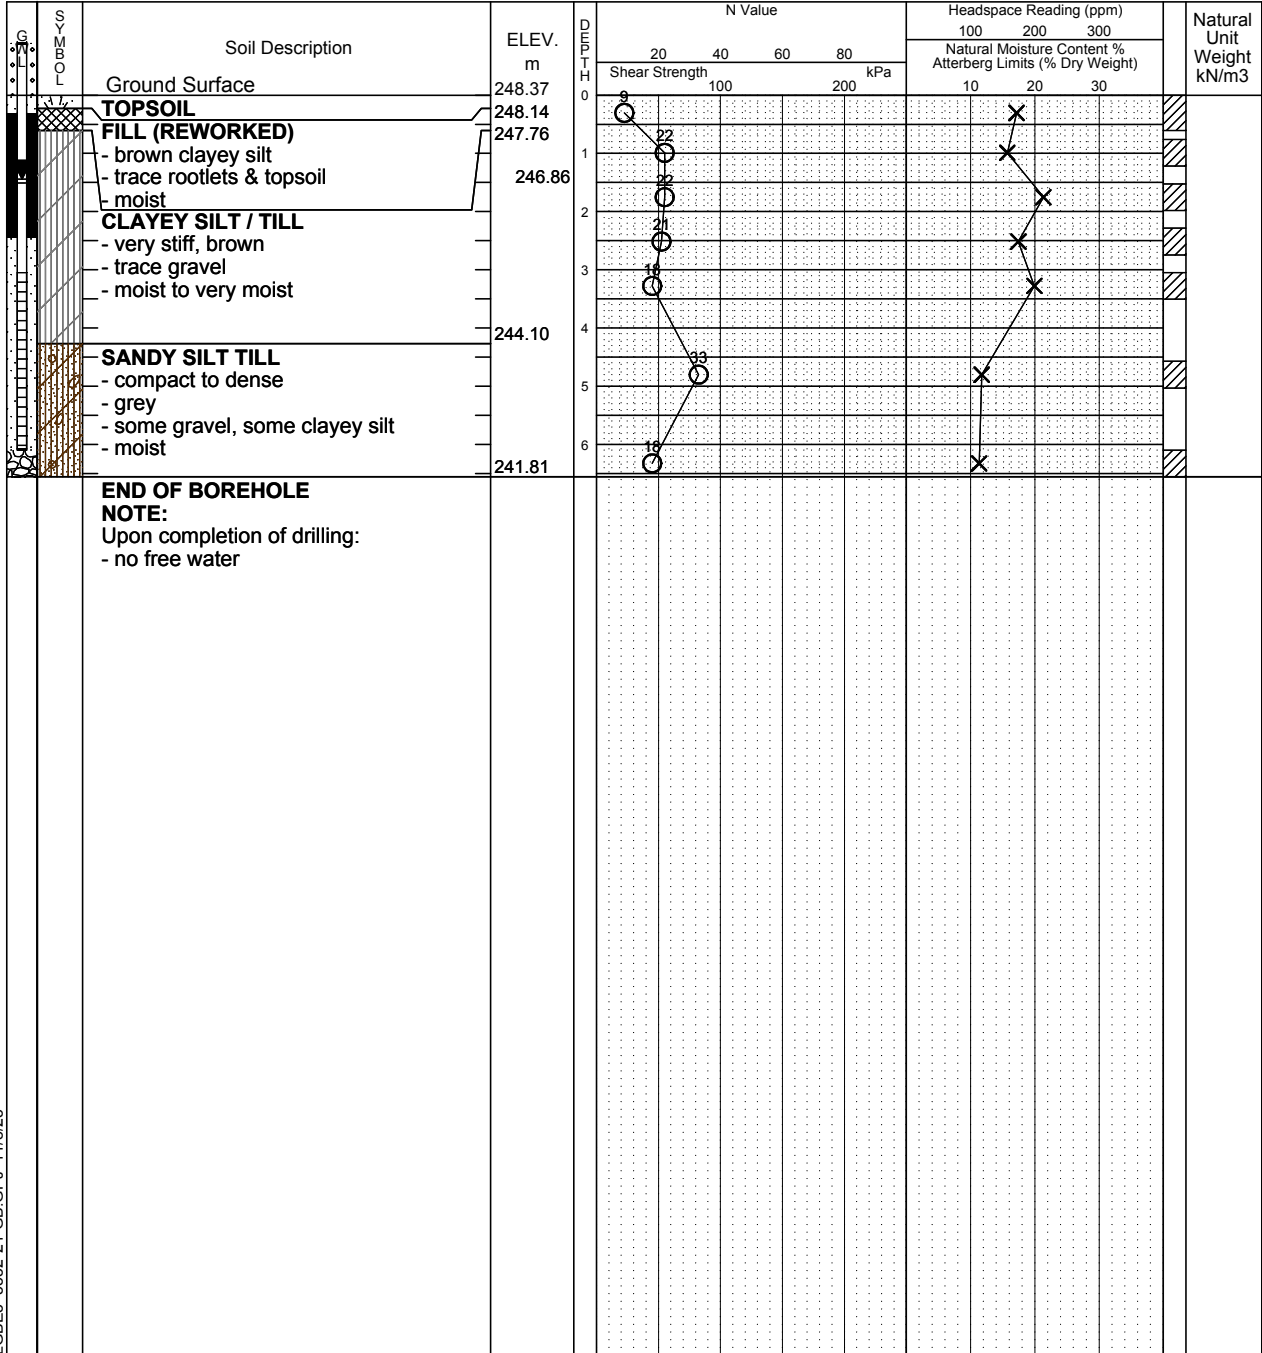 N Value
Headspace Reading (ppm)
100 200 300
Natural Moisture Content %
Atterberg Limits (% Dry Weight)
10 20 30
Natural
Unit
Weight
kN/m3
GWL
SYMBOL
Soil Description
ELEV.
m
DEPTH
20 40 60 80
Shear Strength kPa
100 200
Ground Surface 248.37 0
TOPSOIL 248.14 9
FILL (REWORKED) 247.76 22
- brown clayey silt 1
- trace rootlets & topsoil 246.86 22
- moist
CLAYEY SILT / TILL 2 21
- very stiff, brown
- trace gravel 3 18
- moist to very moist
244.10 4
SANDY SILT TILL 33
- compact to dense 5
- grey
- some gravel, some clayey silt
- moist 6 18
241.81
END OF BOREHOLE
NOTE:
Upon completion of drilling:
- no free water